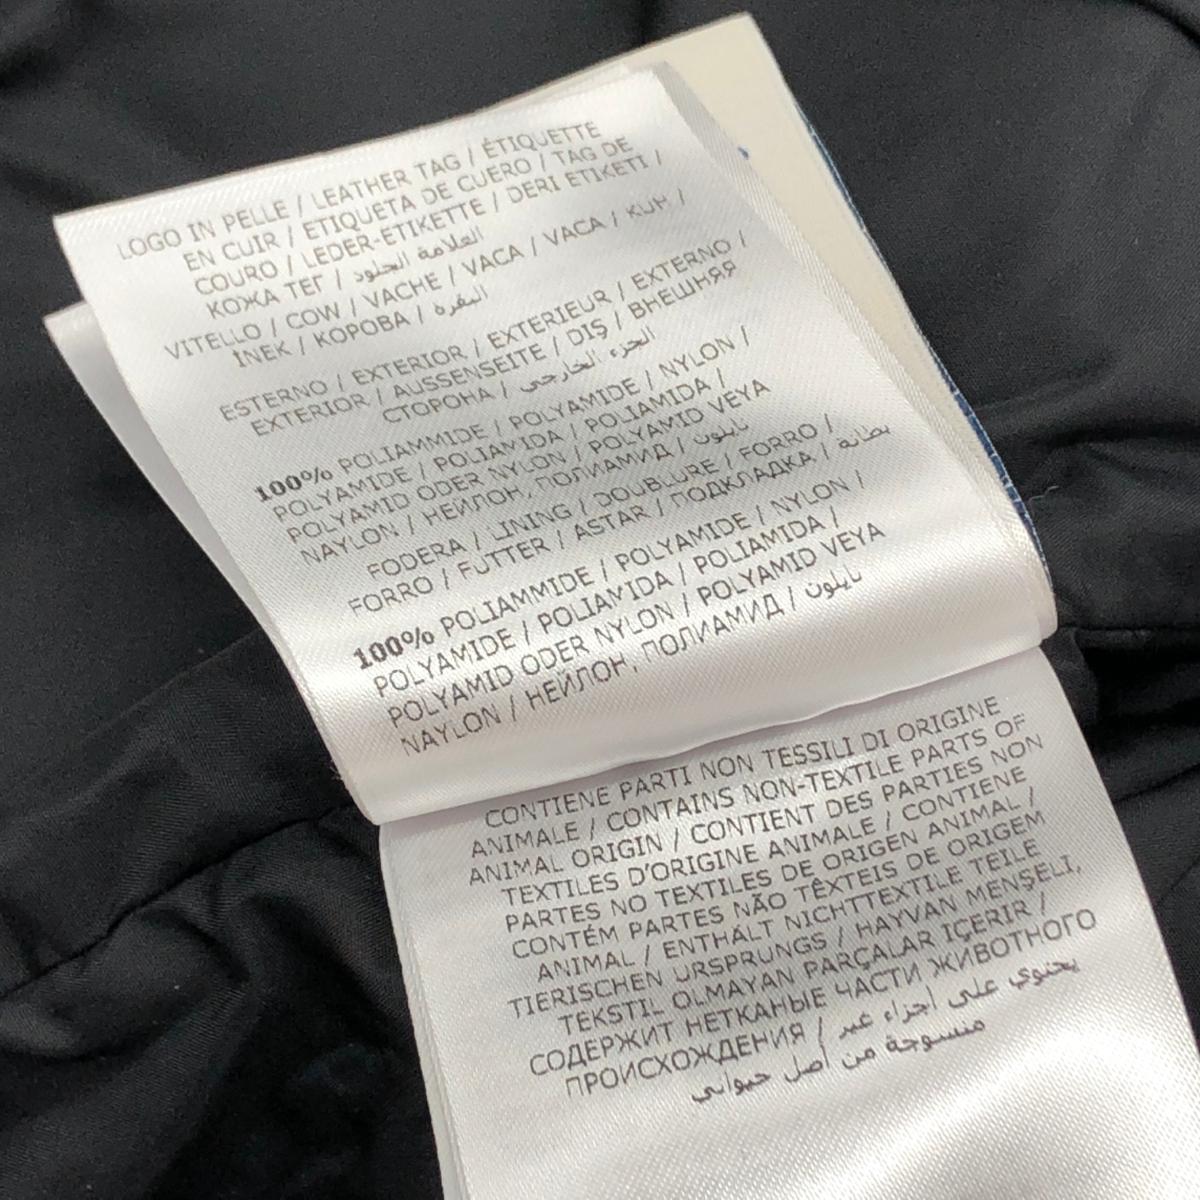 LOGO IN PELLE / LEATHER TAG / ÉTIQUETTE
EN CUIR / ETIQUETA DE CUERO / TAG DE
COURO / LEDER-ETIKETTE / DERI ETIKETI /
КОЖА ТЕГ / العلامة الجلود
VITELLO / COW / VACHE / VACA / VACA / KUH /
İNEK / КОРОВА / البقرة
ESTERNO / EXTERIOR / EXTERIEUR / EXTERNO /
EXTERIOR / AUSSENSEITE / DIŞ / ВНЕШНЯЯ
СТОРОНА / الجزء الخارجي
100% POLIAMMIDE / POLYAMIDE / NYLON /
POLYAMIDE / POLIAMIDA / POLIAMIDA /
POLYAMID ODER NYLON / POLYAMID VEYA
NAYLON / НЕЙЛОН, ПОЛИАМИД / نايلون
FODERA / LINING / DOUBLURE / FORRO /
FORRO / FUTTER / ASTAR / ПОДКЛАДКА / بطانة
100% POLIAMMIDE / POLYAMIDE / NYLON /
POLYAMIDE / POLIAMIDA / POLIAMIDA /
POLYAMID ODER NYLON / POLYAMID VEYA
NAYLON / НЕЙЛОН, ПОЛИАМИД / نايلون
CONTIENE PARTI NON TESSILI DI ORIGINE
ANIMALE / CONTAINS NON-TEXTILE PARTS OF
ANIMAL ORIGIN / CONTIENT DES PARTIES NON
TEXTILES D'ORIGINE ANIMALE / CONTIENE
PARTES NO TEXTILES DE ORIGEN ANIMAL /
CONTÉM PARTES NÃO TÊXTEIS DE ORIGEM
ANIMAL / ENTHÄLT NICHTTEXTILE TEILE
TIERISCHEN URSPRUNGS / HAYVAN MENŞELİ,
TEKSTIL OLMAYAN PARÇALAR IÇERIR /
СОДЕРЖИТ НЕТКАНЫЕ ЧАСТИ ЖИВОТНОГО
ПРОИСХОЖДЕНИЯ / يحتوي على اجزاء غير
منسوجة من أصل حيواني